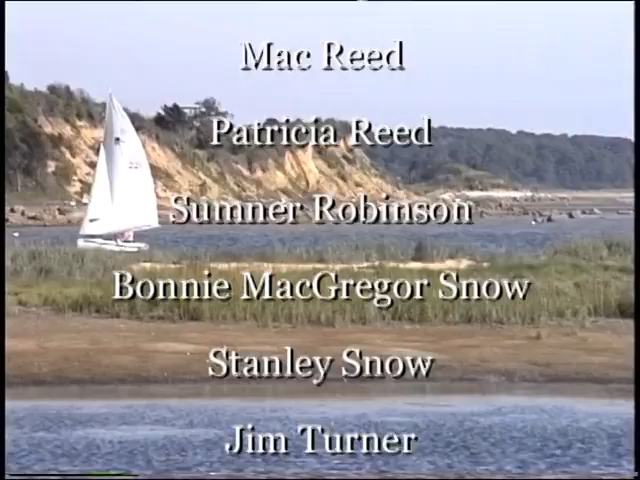 Mac Reed
Patricia Reed
Sumner Robinson
Bonnie MacGregor Snow
Stanley Snow
Jim Turner